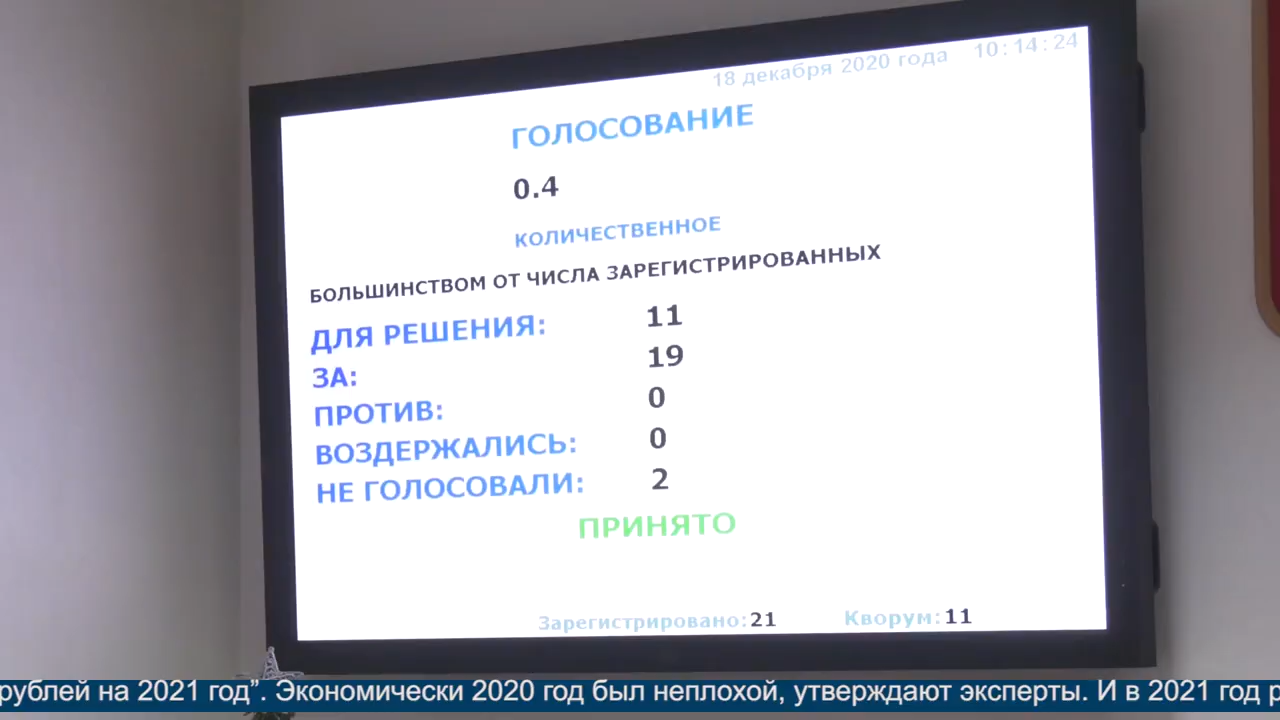 18 декабря 2020 года 10:14:24
ГОЛОСОВАНИЕ
0.4
КОЛИЧЕСТВЕННОЕ
БОЛЬШИНСТВОМ ОТ ЧИСЛА ЗАРЕГИСТРИРОВАННЫХ
ДЛЯ РЕШЕНИЯ: 11
ЗА: 19
ПРОТИВ: 0
ВОЗДЕРЖАЛИСЬ: 0
НЕ ГОЛОСОВАЛИ: 2
ПРИНЯТО
Зарегистрировано: 21 Кворум: 11
рублей на 2021 год”. Экономически 2020 год был неплохой, утверждают эксперты. И в 2021 год